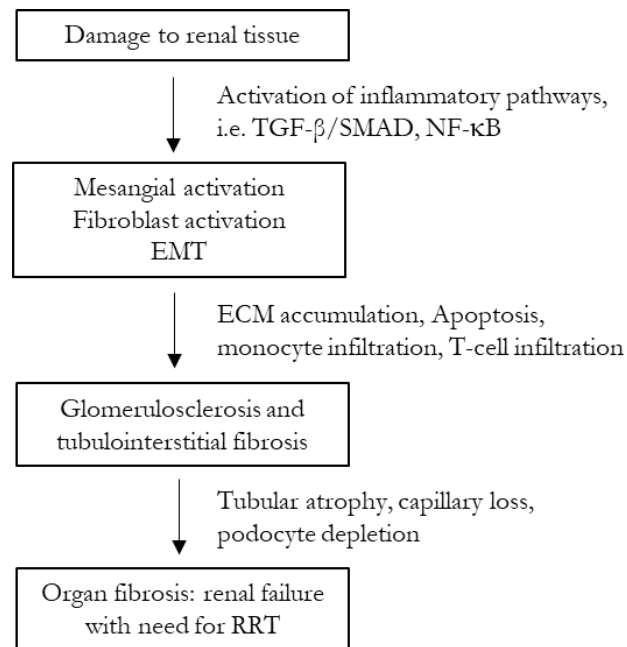 Damage to renal tissue
Activation of inflammatory pathways,
i.e. TGF-β/SMAD, NF-κB
Mesangial activation
Fibroblast activation
EMT
ECM accumulation, Apoptosis,
monocyte infiltration, T-cell infiltration
Glomerulosclerosis and
tubulointerstitial fibrosis
Tubular atrophy, capillary loss,
podocyte depletion
Organ fibrosis: renal failure
with need for RRT